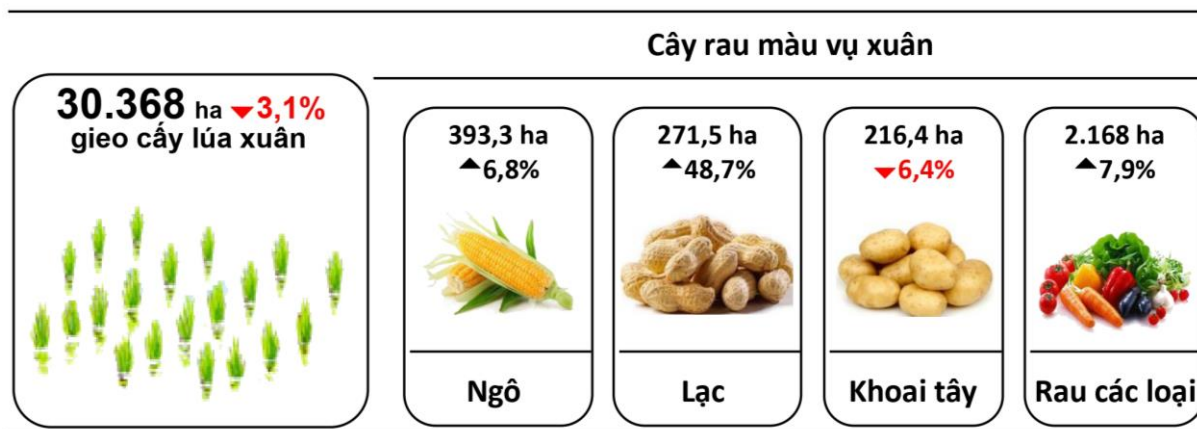 Cây rau màu vụ xuân
30.368 ha ▼3,1%
gieo cấy lúa xuân
393,3 ha
▲6,8%
Ngô
271,5 ha
▲48,7%
Lạc
216,4 ha
▼6,4%
Khoai tây
2.168 ha
▲7,9%
Rau các loại